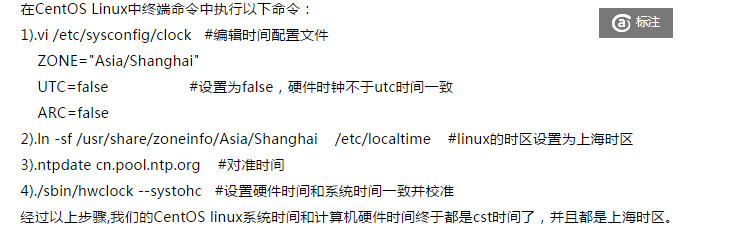 在CentOS Linux中终端命令中执行以下命令：
标注
1).vi /etc/sysconfig/clock #编辑时间配置文件
ZONE="Asia/Shanghai"
UTC=false #设置为false，硬件时钟不于utc时间一致
ARC=false
2).ln -sf /usr/share/zoneinfo/Asia/Shanghai /etc/localtime #linux的时区设置为上海时区
3).ntpdate cn.pool.ntp.org #对准时间
4)./sbin/hwclock --systohc #设置硬件时间和系统时间一致并校准
经过以上步骤,我们的CentOS linux系统时间和计算机硬件时间终于都是cst时间了，并且都是上海时区。